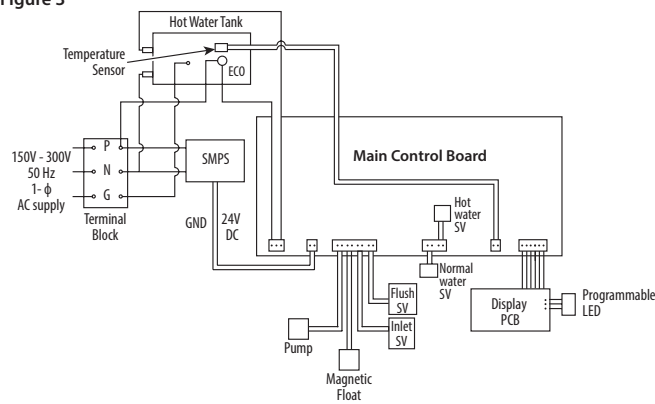 Figure 3
Hot Water Tank
Temperature
Sensor
ECO
P
N
G
150V - 300V
50 Hz
1- ϕ
AC supply
Terminal
Block
SMPS
Main Control Board
GND
24V
DC
Hot
water
SV
Normal
water
SV
Flush
SV
Inlet
SV
Pump
Magnetic
Float
Display
PCB
Programmable
LED